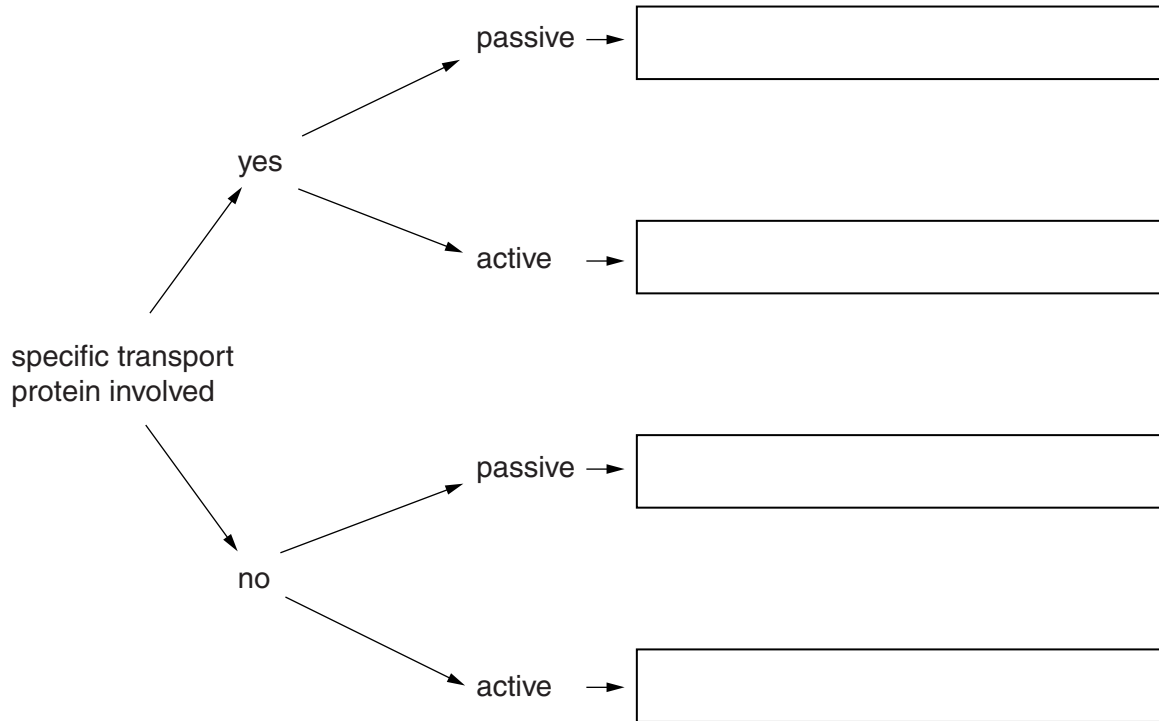 passive
yes
active
specific transport
protein involved
passive
no
active